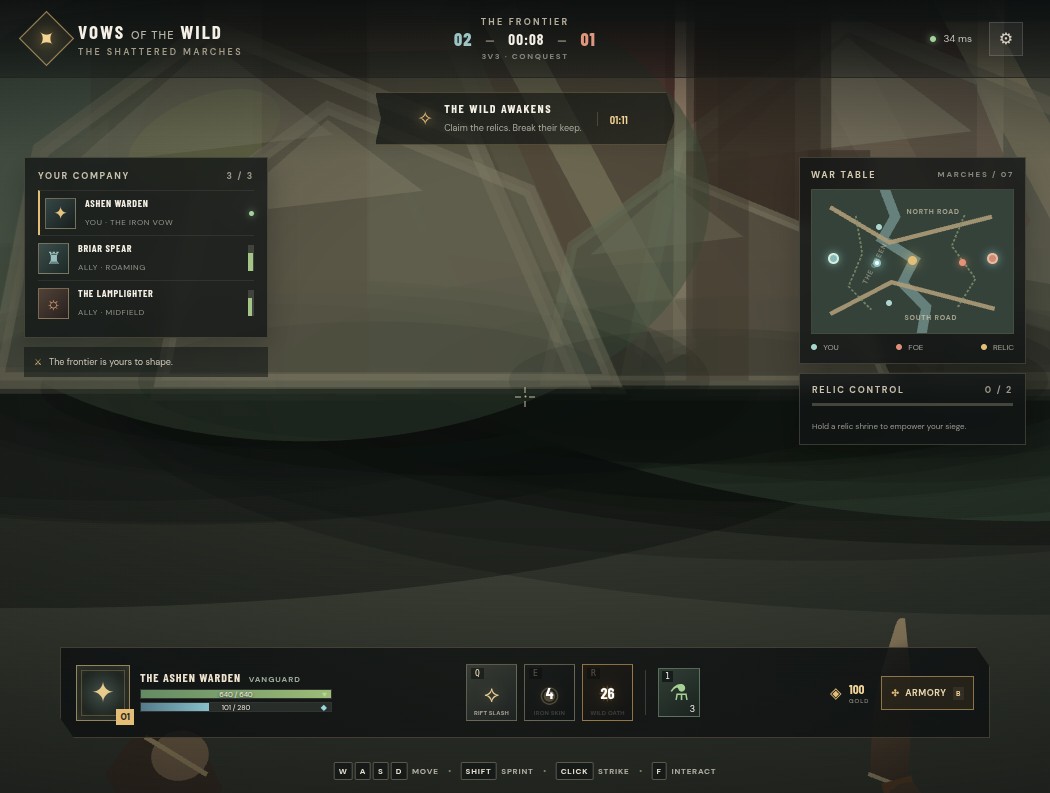 VOWS OF THE WILD
THE SHATTERED MARCHES
THE FRONTIER
02 — 00:08 — 01
3V3 · CONQUEST
34 ms
THE WILD AWAKENS
Claim the relics. Break their keep.
01:11
YOUR COMPANY 3 / 3
ASHEN WARDEN
YOU · THE IRON VOW
BRIAR SPEAR
ALLY · ROAMING
THE LAMPLIGHTER
ALLY · MIDFIELD
The frontier is yours to shape.
WAR TABLE MARCHES / 07
NORTH ROAD
SOUTH ROAD
YOU FOE RELIC
RELIC CONTROL 0 / 2
Hold a relic shrine to empower your siege.
THE ASHEN WARDEN VANGUARD
640 / 640
101 / 280
01
Q
RIFT SLASH
E
4
IRON SKIN
R
26
WILD OATH
1
3
100
GOLD
ARMORY B
W A S D MOVE · SHIFT SPRINT · CLICK STRIKE · F INTERACT